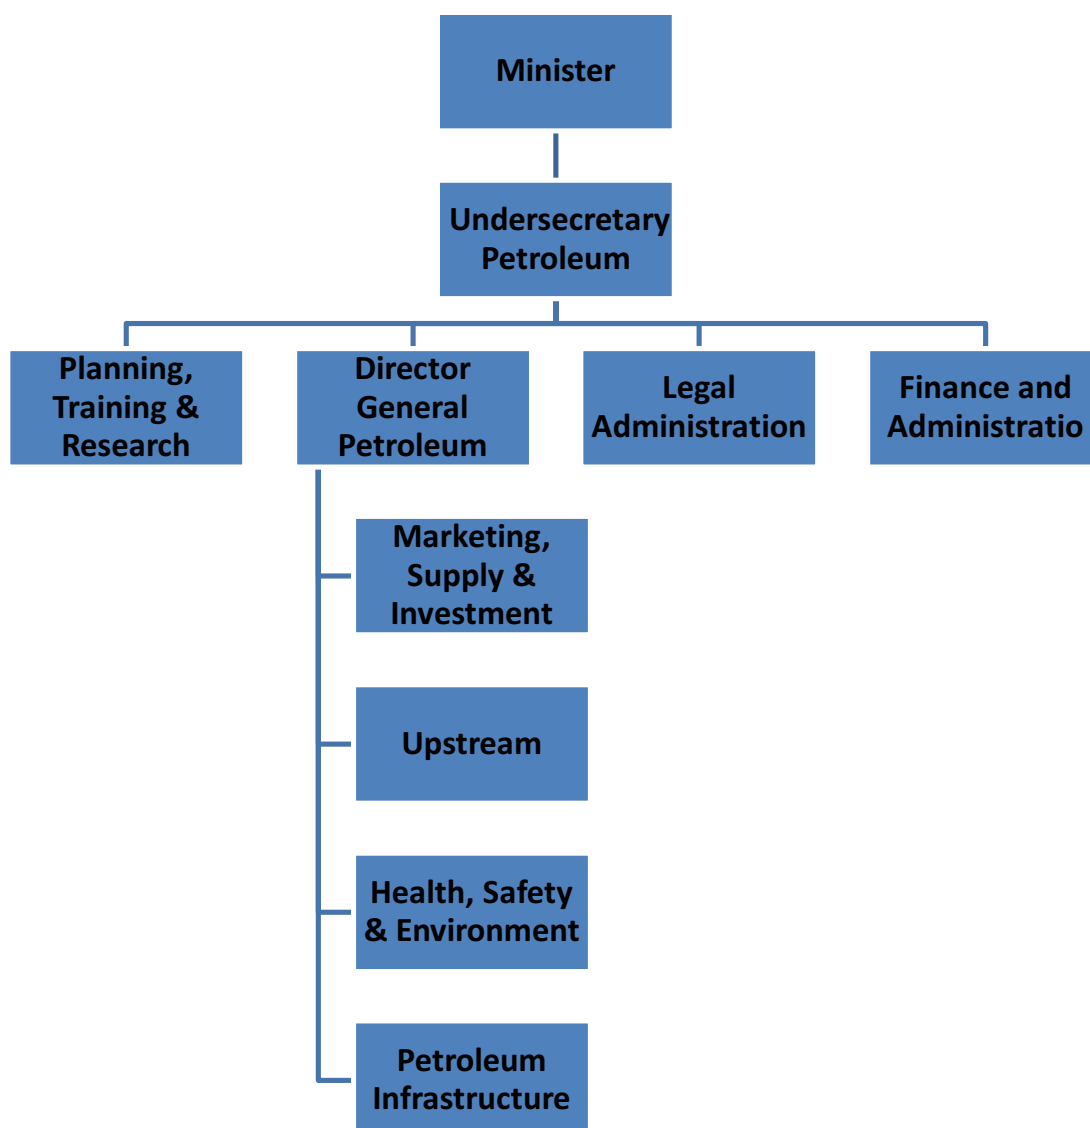 Minister
Undersecretary
Petroleum
Planning,
Training &
Research
Director
General
Petroleum
Legal
Administration
Finance and
Administratio
Marketing,
Supply &
Investment
Upstream
Health, Safety
& Environment
Petroleum
Infrastructure